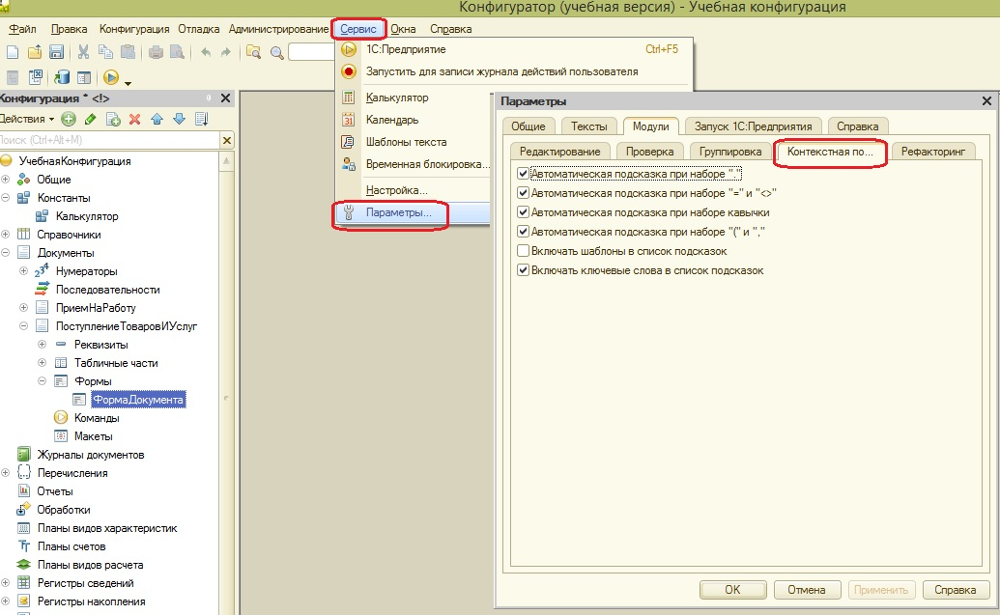 Конфигуратор (учебная версия) - Учебная конфигурация
Файл Правка Конфигурация Отладка Администрирование Сервис Окна Справка
1С:Предприятие Ctrl+F5
Запустить для записи журнала действий пользователя
Калькулятор
Календарь
Шаблоны текста
Временная блокировка...
Настройка...
Параметры...
Конфигурация * <!>
Действия
Поиск (Ctrl+Alt+M)
УчебнаяКонфигурация
Общие
Константы
Калькулятор
Справочники
Документы
Нумераторы
Последовательности
ПриемНаРаботу
ПоступлениеТоваровИУслуг
Реквизиты
Табличные части
Формы
ФормаДокумента
Команды
Макеты
Журналы документов
Перечисления
Отчеты
Обработки
Планы видов характеристик
Планы счетов
Планы видов расчета
Регистры сведений
Регистры накопления
Параметры
Общие Тексты Модули Запуск 1С:Предприятия Справка
Редактирование Проверка Группировка Контекстная по... Рефакторинг
Автоматическая подсказка при наборе "."
Автоматическая подсказка при наборе "=" и "<>"
Автоматическая подсказка при наборе кавычки
Автоматическая подсказка при наборе "(" и ","
Включать шаблоны в список подсказок
Включать ключевые слова в список подсказок
OK Отмена Применить Справка